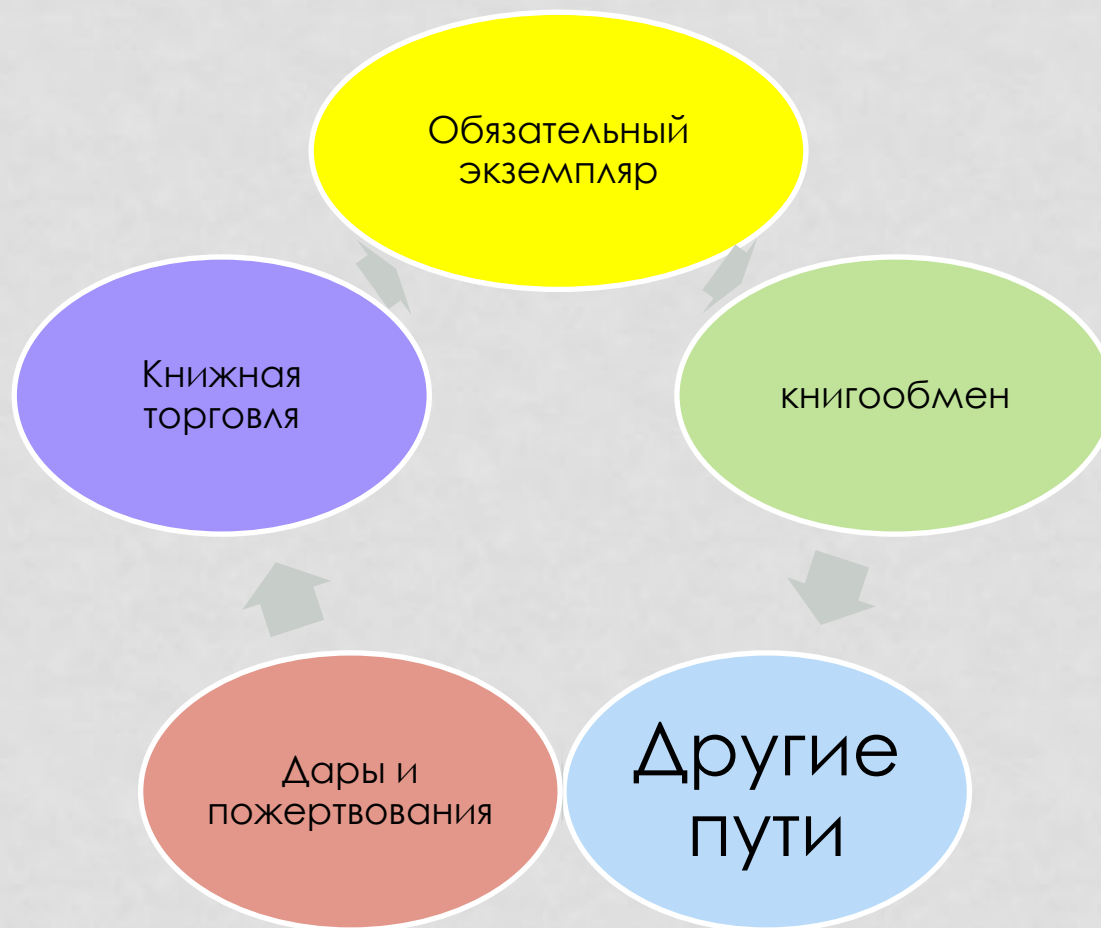 Обязательный
экземпляр
книгообмен
Другие
пути
Дары и
пожертвования
Книжная
торговля